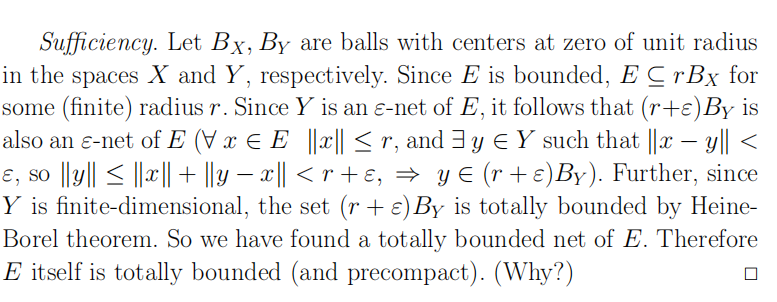 Sufficiency. Let B_X, B_Y are balls with centers at zero of unit radius
in the spaces X and Y, respectively. Since E is bounded, E ⊆ rB_X for
some (finite) radius r. Since Y is an ε-net of E, it follows that (r+ε)B_Y is
also an ε-net of E (∀ x ∈ E ‖x‖ ≤ r, and ∃ y ∈ Y such that ‖x − y‖ <
ε, so ‖y‖ ≤ ‖x‖ + ‖y − x‖ < r + ε, ⇒ y ∈ (r + ε)B_Y). Further, since
Y is finite-dimensional, the set (r + ε)B_Y is totally bounded by Heine-
Borel theorem. So we have found a totally bounded net of E. Therefore
E itself is totally bounded (and precompact). (Why?) □